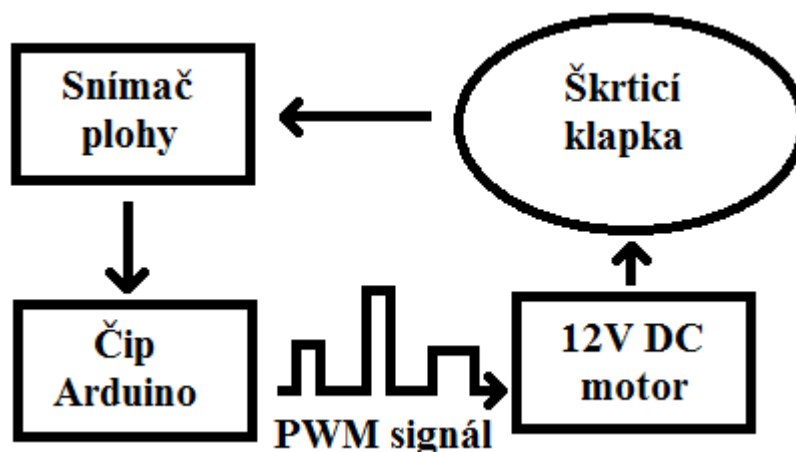 Snímač
plohy
Škrticí
klapka
Čip
Arduino
PWM signál
12V DC
motor